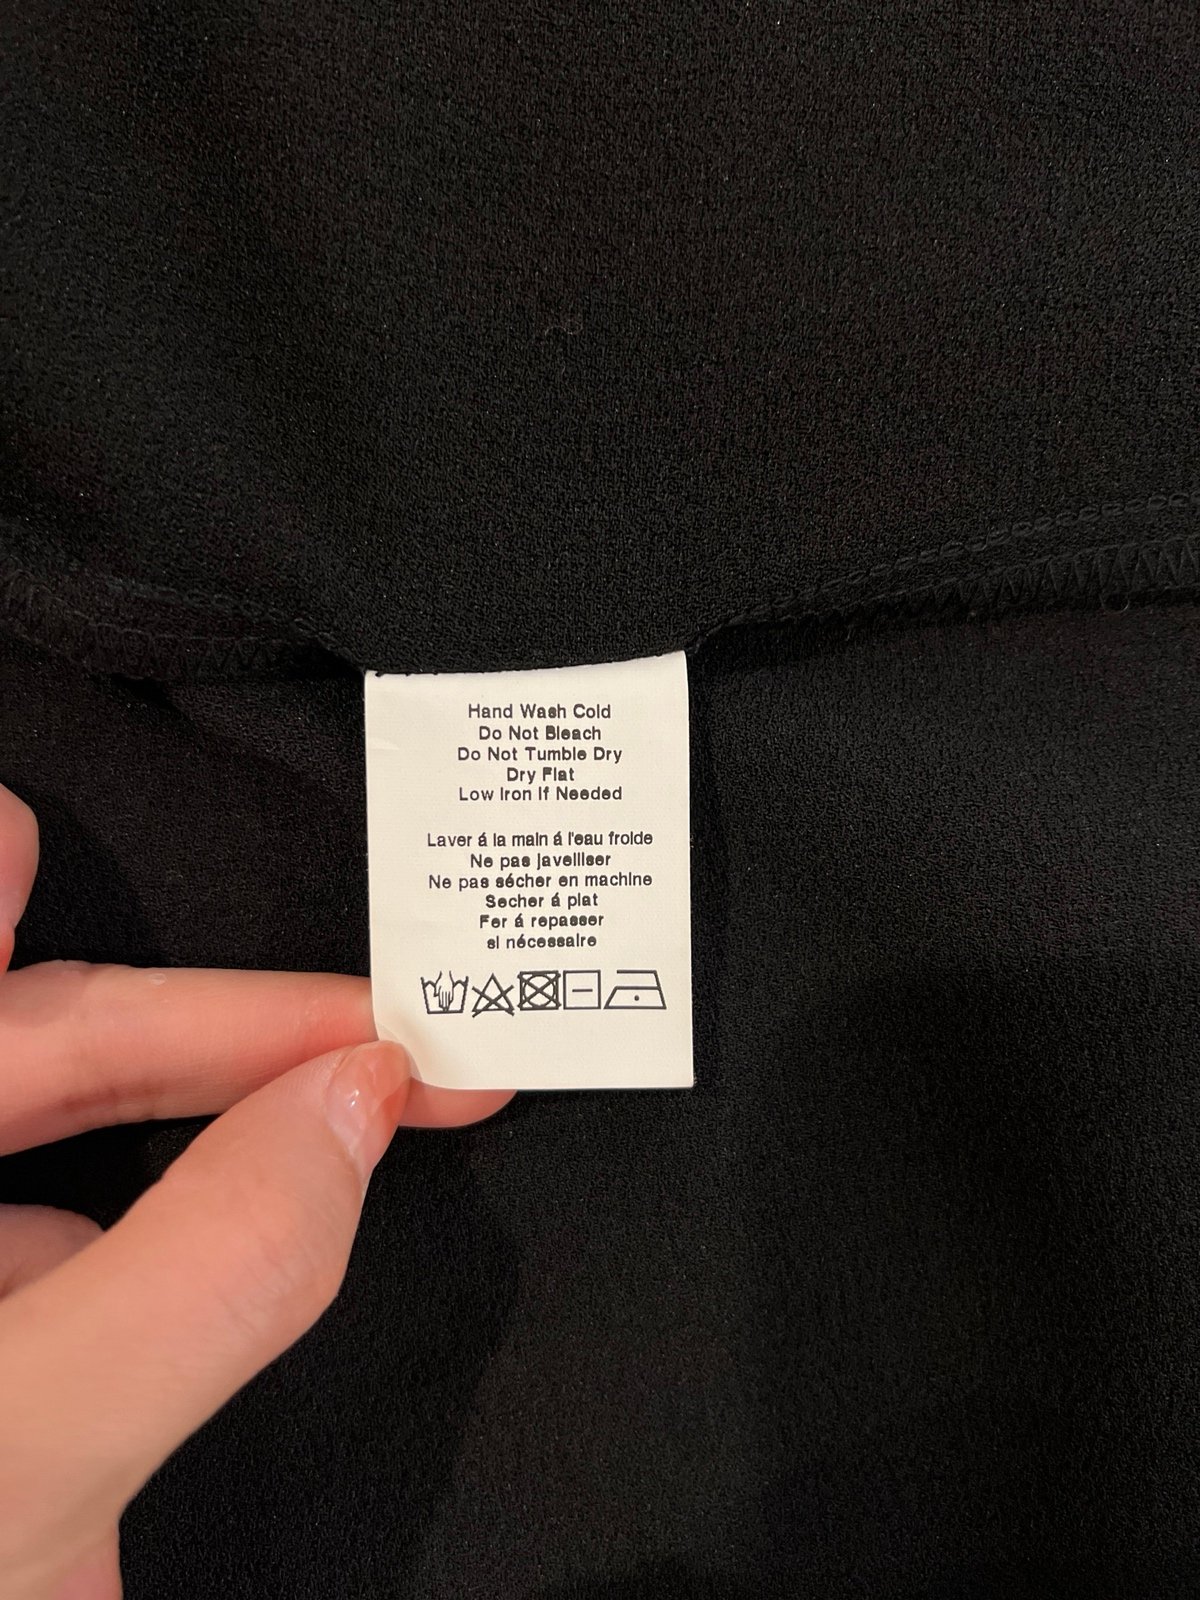 Hand Wash Cold
Do Not Bleach
Do Not Tumble Dry
Dry Flat
Low Iron If Needed
Laver á la main á l'eau froide
Ne pas javelliser
Ne pas sécher en machine
Secher á plat
Fer á repasser
si nécessaire